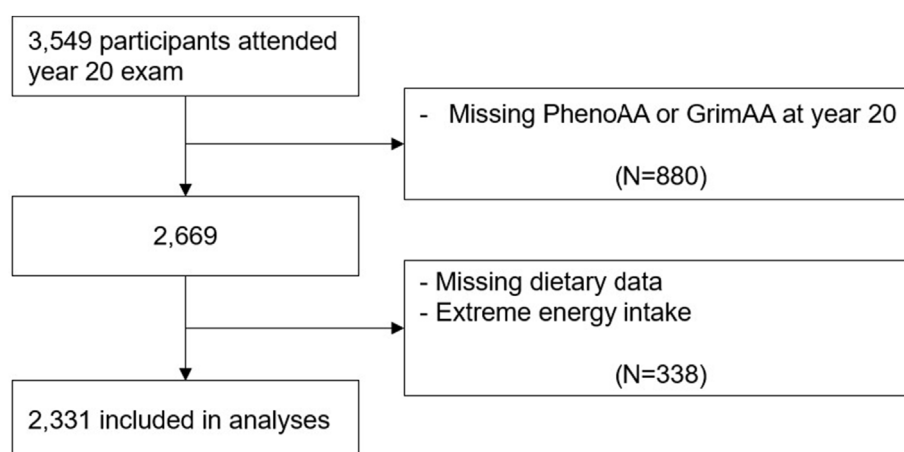 3,549 participants attended
year 20 exam
- Missing PhenoAA or GrimAA at year 20
(N=880)
2,669
- Missing dietary data
- Extreme energy intake
(N=338)
2,331 included in analyses